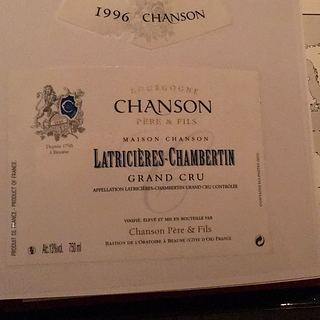 1996 CHANSON
BOURGOGNE
CHANSON
PÈRE & FILS
Depuis 1750
à Beaune
MAISON CHANSON
LATRICIÈRES-CHAMBERTIN
GRAND CRU
APPELLATION LATRICIÈRES-CHAMBERTIN GRAND CRU CONTRÔLÉE
VINIFIÉ, ÉLEVÉ ET MIS EN BOUTEILLE PAR
Chanson Père & Fils
BASTION DE L'ORATOIRE À BEAUNE (CÔTE D'OR) FRANCE
Alc.13%vol. 750 ml
PRODUIT DE FRANCE - PRODUCT OF FRANCE